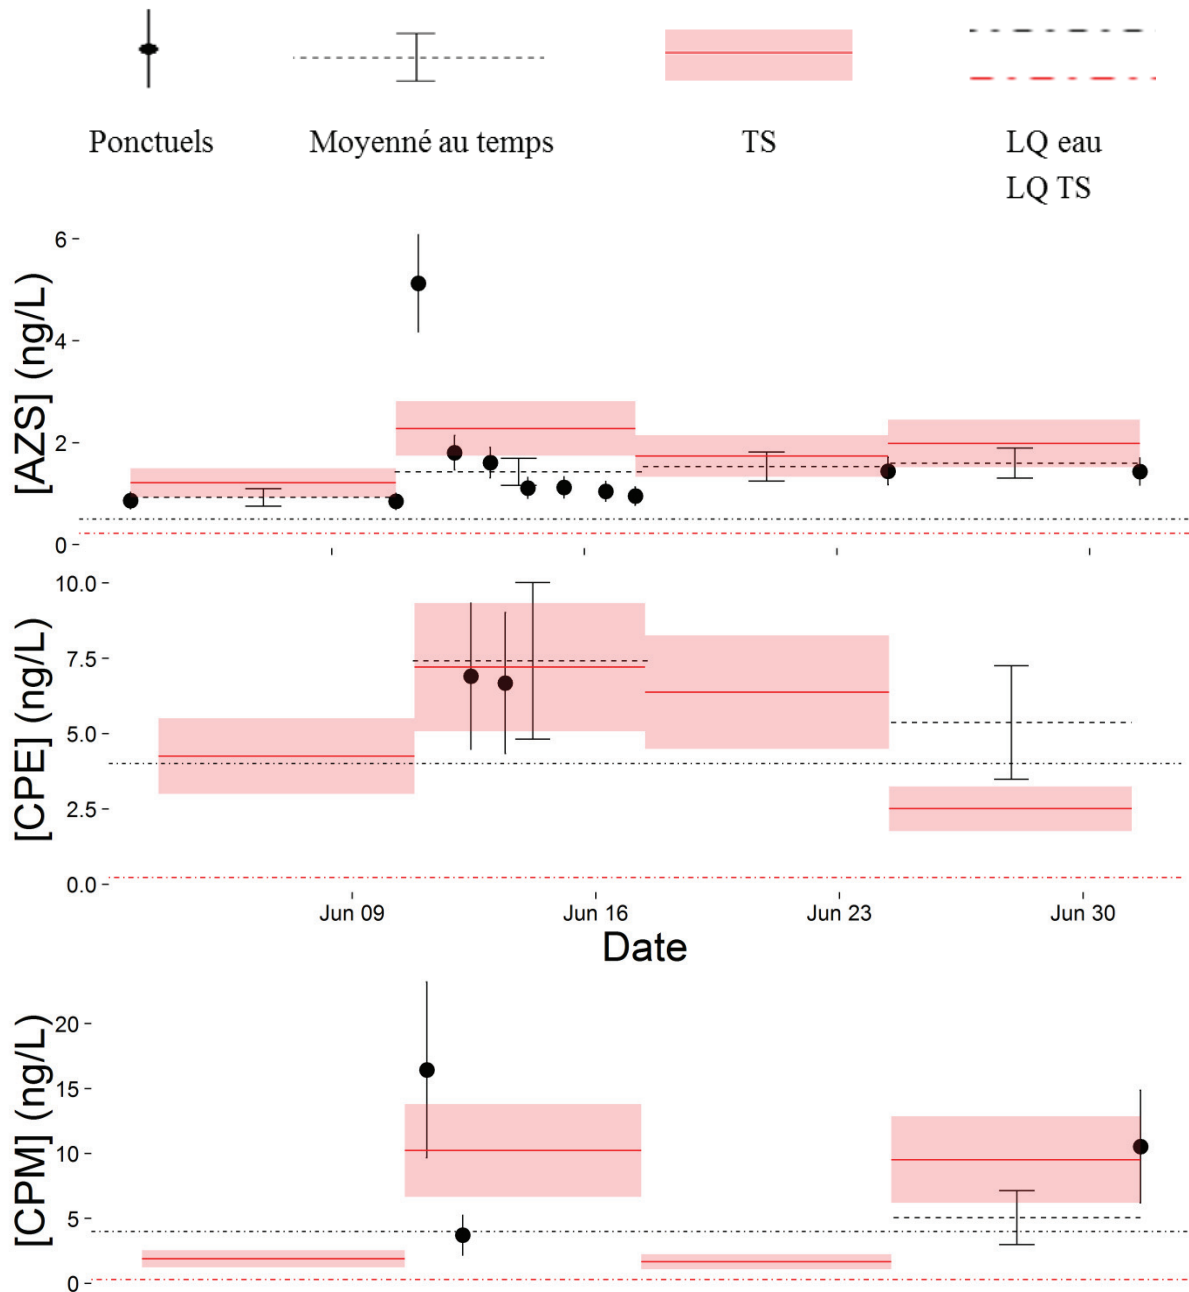 Ponctuels Moyenné au temps TS LQ eau
LQ TS
[AZS] (ng/L)
6
4
2
0
[CPE] (ng/L)
10.0
7.5
5.0
2.5
0.0
Jun 09 Jun 16 Jun 23 Jun 30
Date
[CPM] (ng/L)
20
15
10
5
0